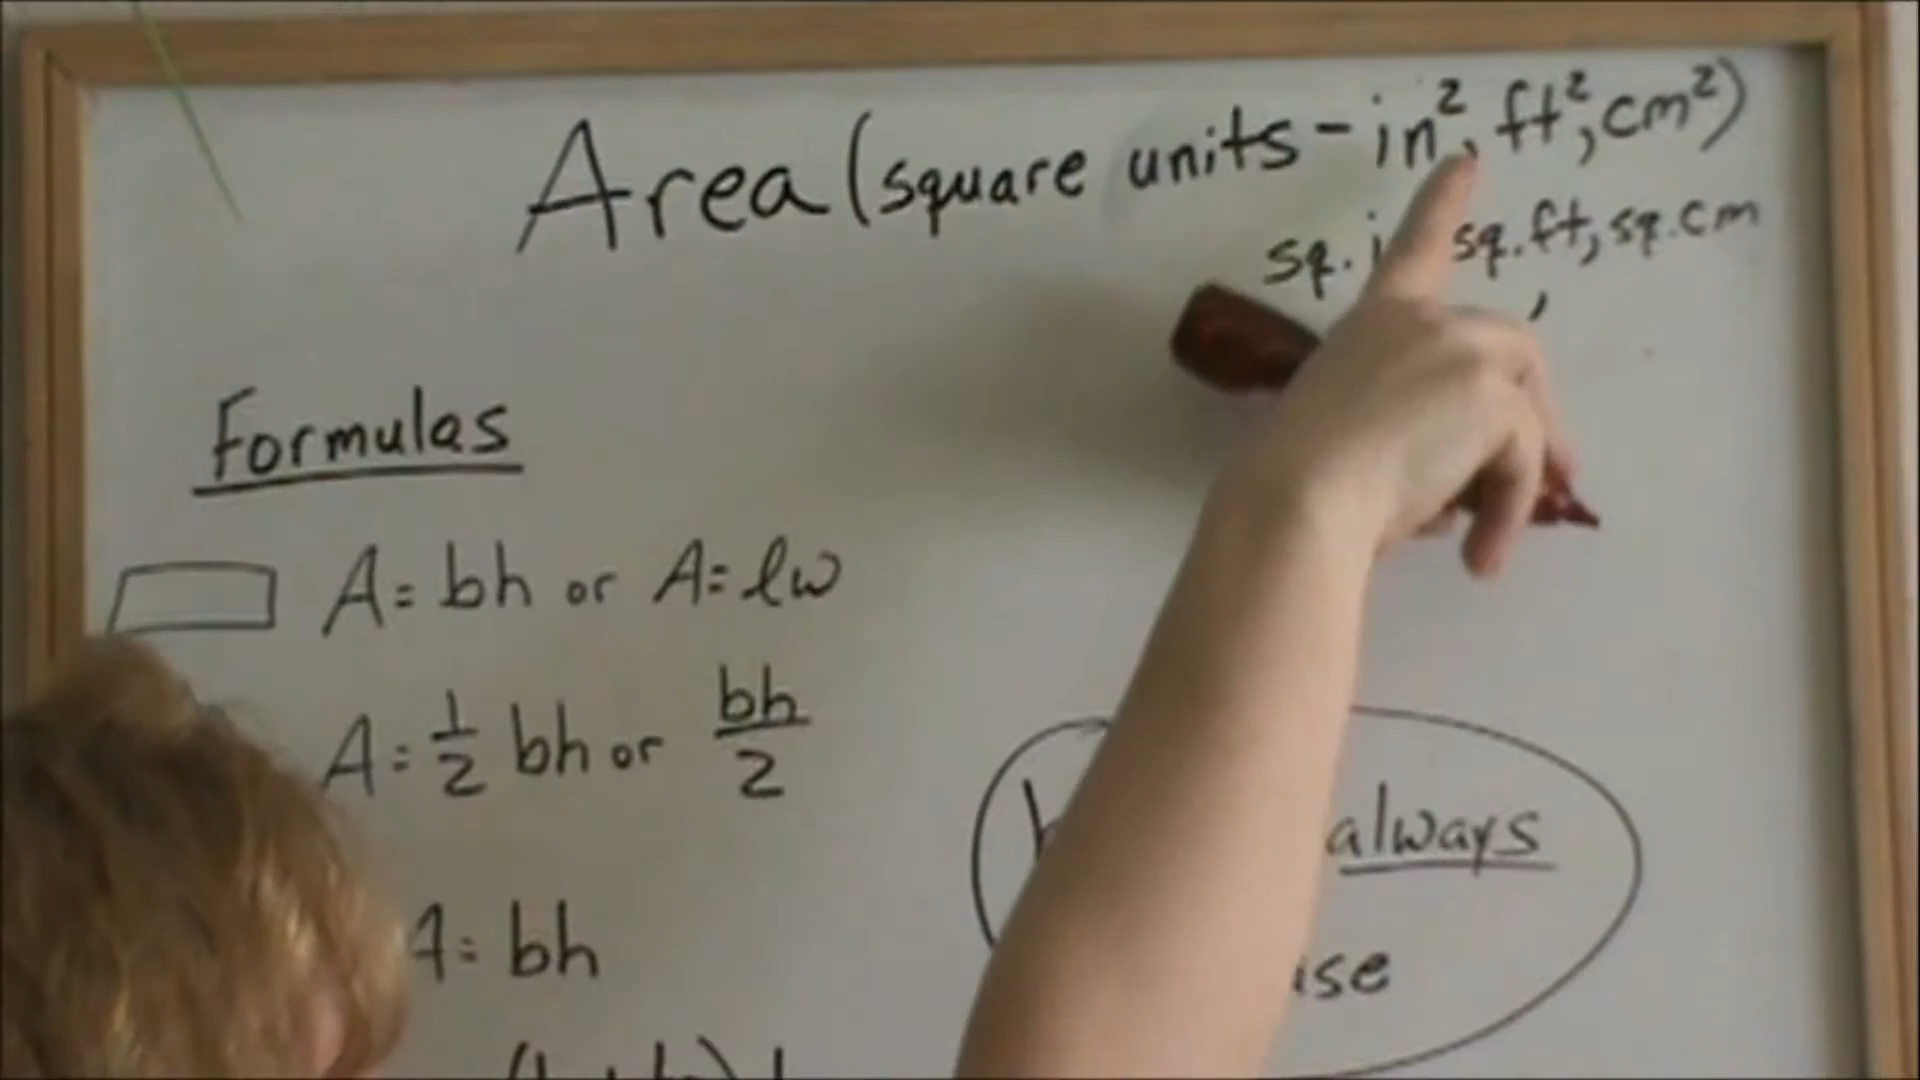 Area (square units - in², ft², cm²)
sq. sq.ft, sq.cm
Formulas
A = bh or A = lw
A = 1/2 bh or bh/2
always
A = bh